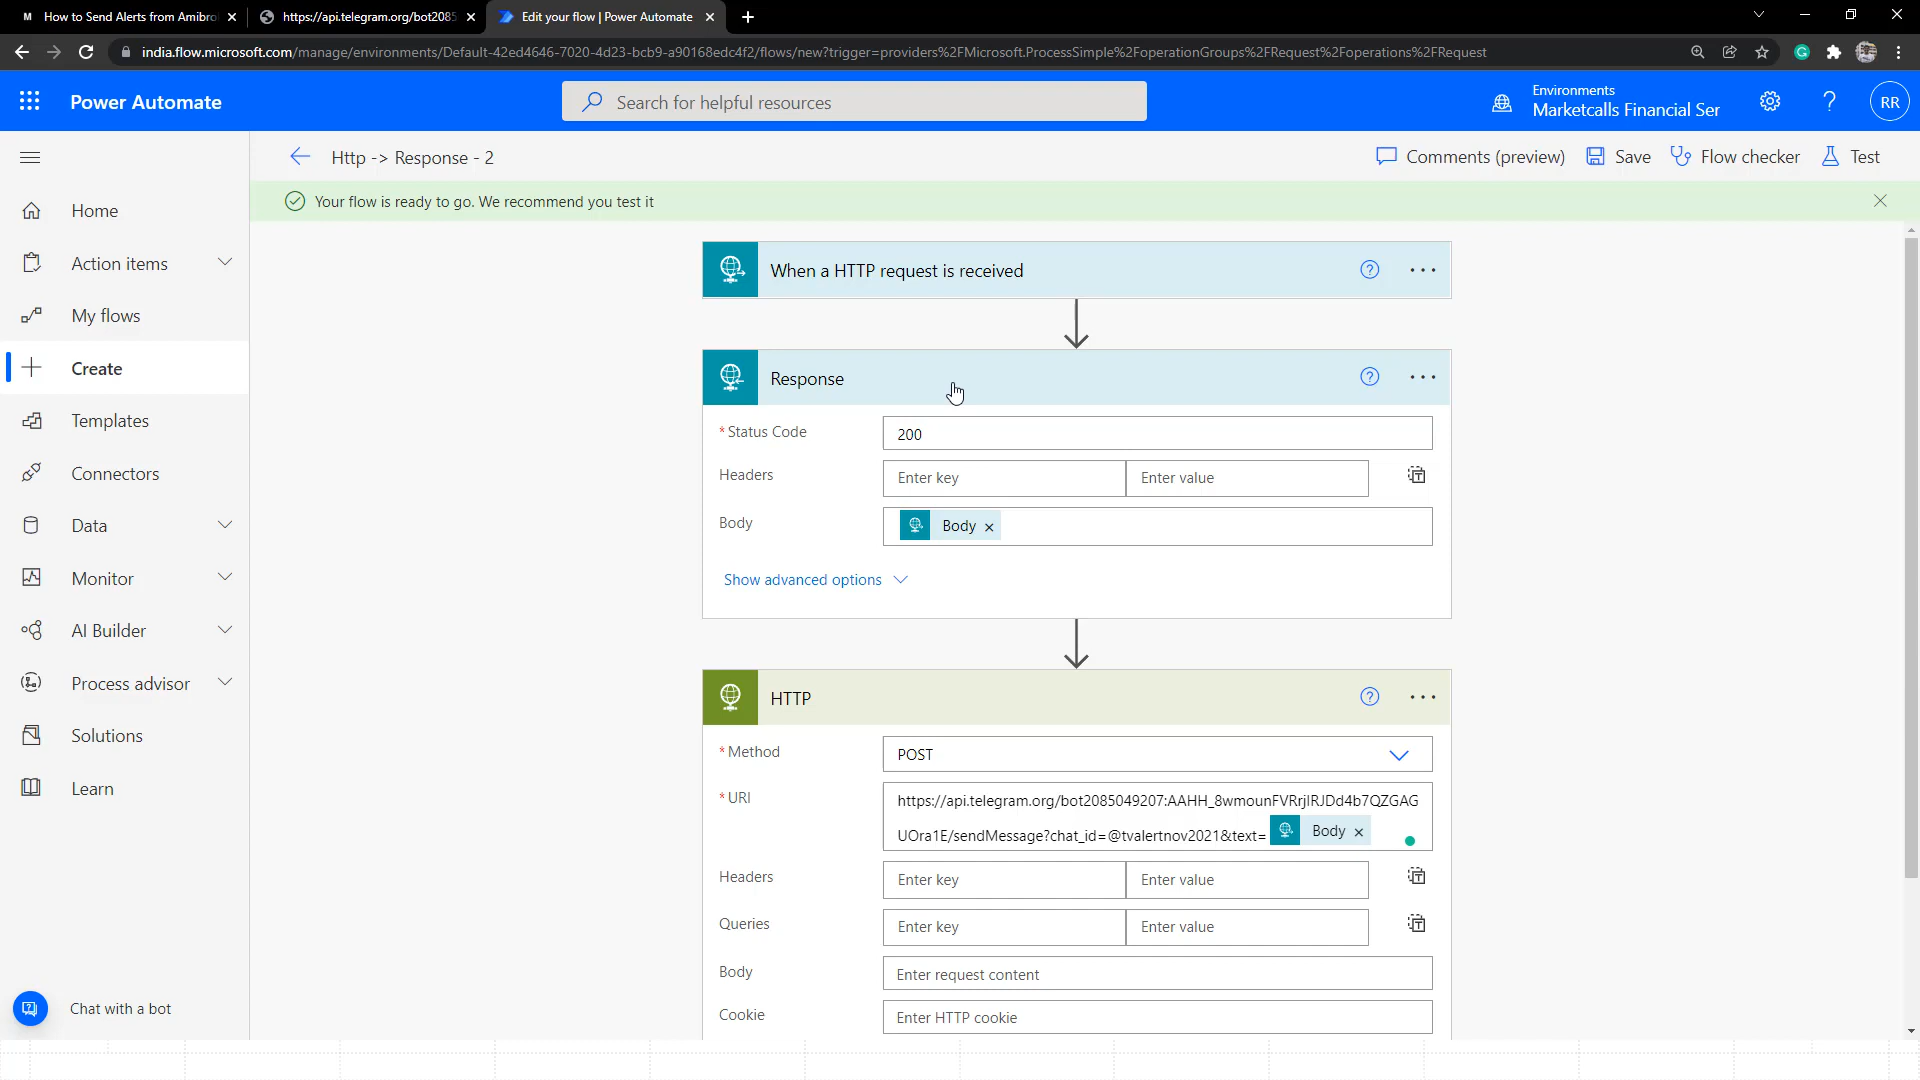 M How to Send Alerts from Amibro
https://api.telegram.org/bot2085
Edit your flow | Power Automate
india.flow.microsoft.com/manage/environments/Default-42ed4646-7020-4d23-bcb9-a90168edc4f2/flows/new?trigger=providers%2FMicrosoft.ProcessSimple%2FoperationGroups%2FRequest%2Foperations%2FRequest
Power Automate
Search for helpful resources
Environments
Marketcalls Financial Ser
RR
Http -> Response - 2
Comments (preview)
Save
Flow checker
Test
Your flow is ready to go. We recommend you test it
Home
Action items
My flows
Create
Templates
Connectors
Data
Monitor
AI Builder
Process advisor
Solutions
Learn
Chat with a bot
When a HTTP request is received
Response
* Status Code
200
Headers
Enter key
Enter value
Body
Body
Show advanced options
HTTP
* Method
POST
* URI
https://api.telegram.org/bot2085049207:AAHH_8wmounFVRrjlRJDd4b7QZGAG
UOra1E/sendMessage?chat_id=@tvalertnov2021&text= Body
Headers
Enter key
Enter value
Queries
Enter key
Enter value
Body
Enter request content
Cookie
Enter HTTP cookie